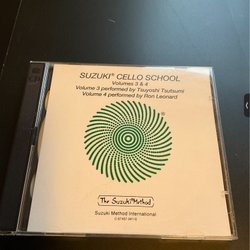 SUZUKI® CELLO SCHOOL
Volumes 3 & 4
Volume 3 performed by Tsuyoshi Tsutsumi
Volume 4 performed by Ron Leonard
®
The Suzuki Method
Suzuki Method International